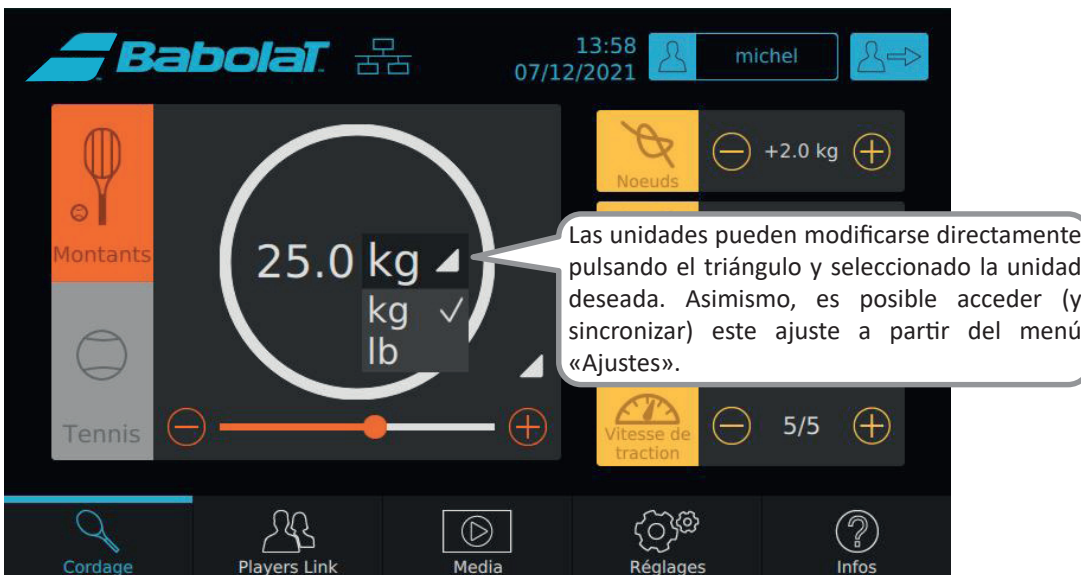 BabolaT
13:58
07/12/2021
michel
Montants
Tennis
25.0 kg
kg ✓
lb
Noeuds
+2.0 kg
Las unidades pueden modificarse directamente
pulsando el triángulo y seleccionado la unidad
deseada. Asimismo, es posible acceder (y
sincronizar) este ajuste a partir del menú
«Ajustes».
Vitesse de
traction
5/5
Cordage
Players Link
Media
Réglages
Infos